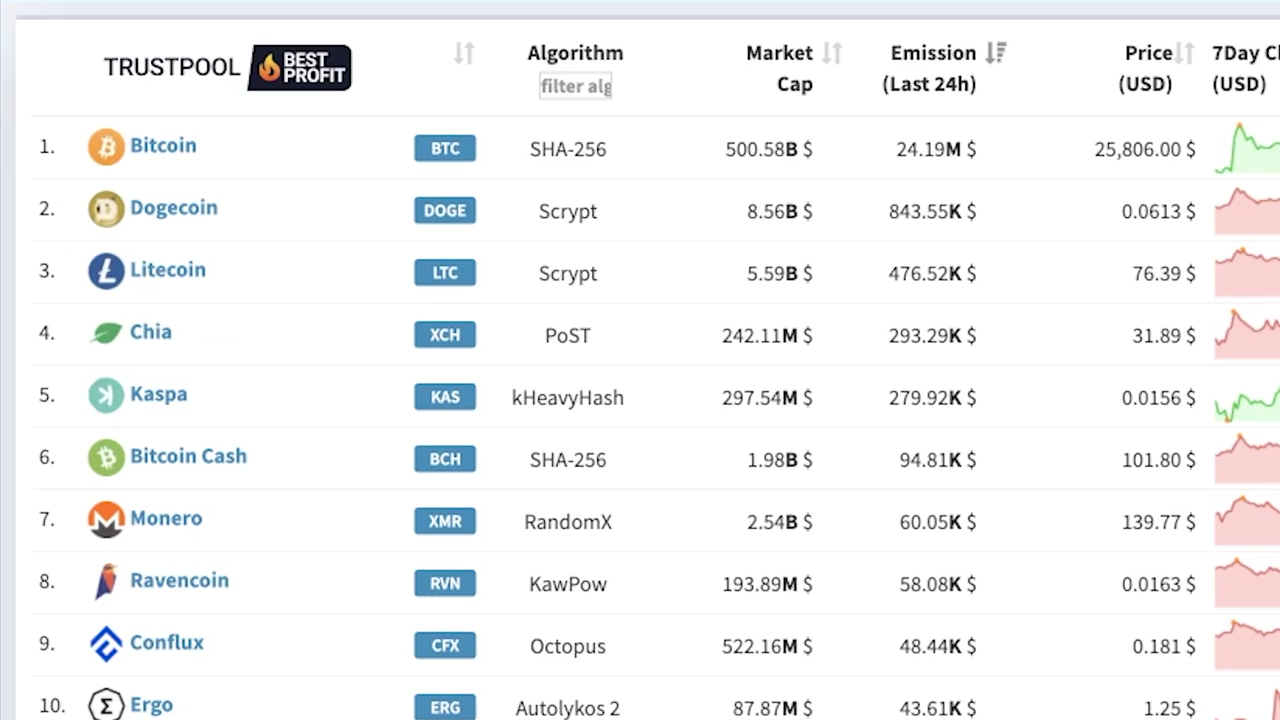 TRUSTPOOL BEST PROFIT Algorithm Market Cap Emission (Last 24h) Price (USD) 7Day
filter alg
1. Bitcoin BTC SHA-256 500.58B $ 24.19M $ 25,806.00 $
2. Dogecoin DOGE Scrypt 8.56B $ 843.55K $ 0.0613 $
3. Litecoin LTC Scrypt 5.59B $ 476.52K $ 76.39 $
4. Chia XCH PoST 242.11M $ 293.29K $ 31.89 $
5. Kaspa KAS kHeavyHash 297.54M $ 279.92K $ 0.0156 $
6. Bitcoin Cash BCH SHA-256 1.98B $ 94.81K $ 101.80 $
7. Monero XMR RandomX 2.54B $ 60.05K $ 139.77 $
8. Ravencoin RVN KawPow 193.89M $ 58.08K $ 0.0163 $
9. Conflux CFX Octopus 522.16M $ 48.44K $ 0.181 $
10. Ergo ERG Autolykos 2 87.87M $ 43.61K $ 1.25 $
(USD)